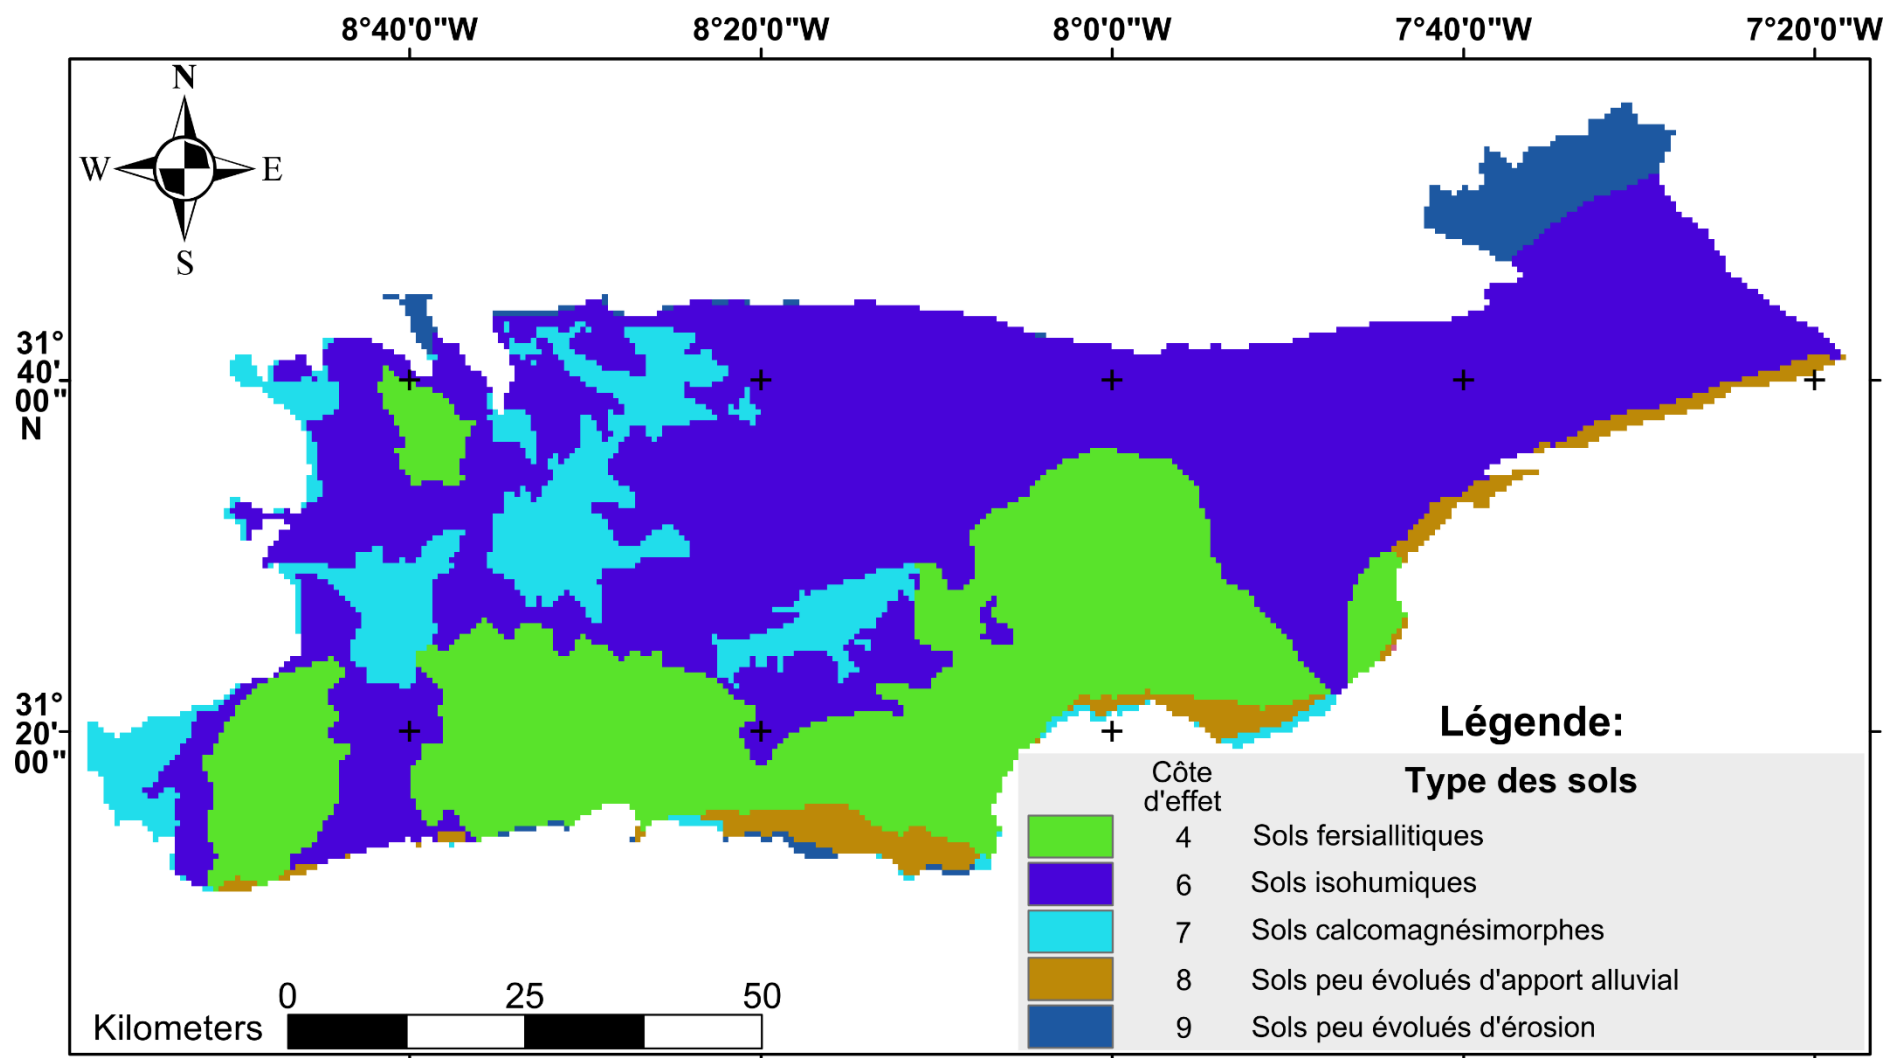 8°40'0"W 8°20'0"W 8°0'0"W 7°40'0"W 7°20'0"W
N
W E
S
31°
40'
00"
N
31°
20'
00"
Légende:
Côte
d'effet
Type des sols
4 Sols fersiallitiques
6 Sols isohumiques
7 Sols calcomagnésimorphes
8 Sols peu évolués d'apport alluvial
9 Sols peu évolués d'érosion
0 25 50
Kilometers